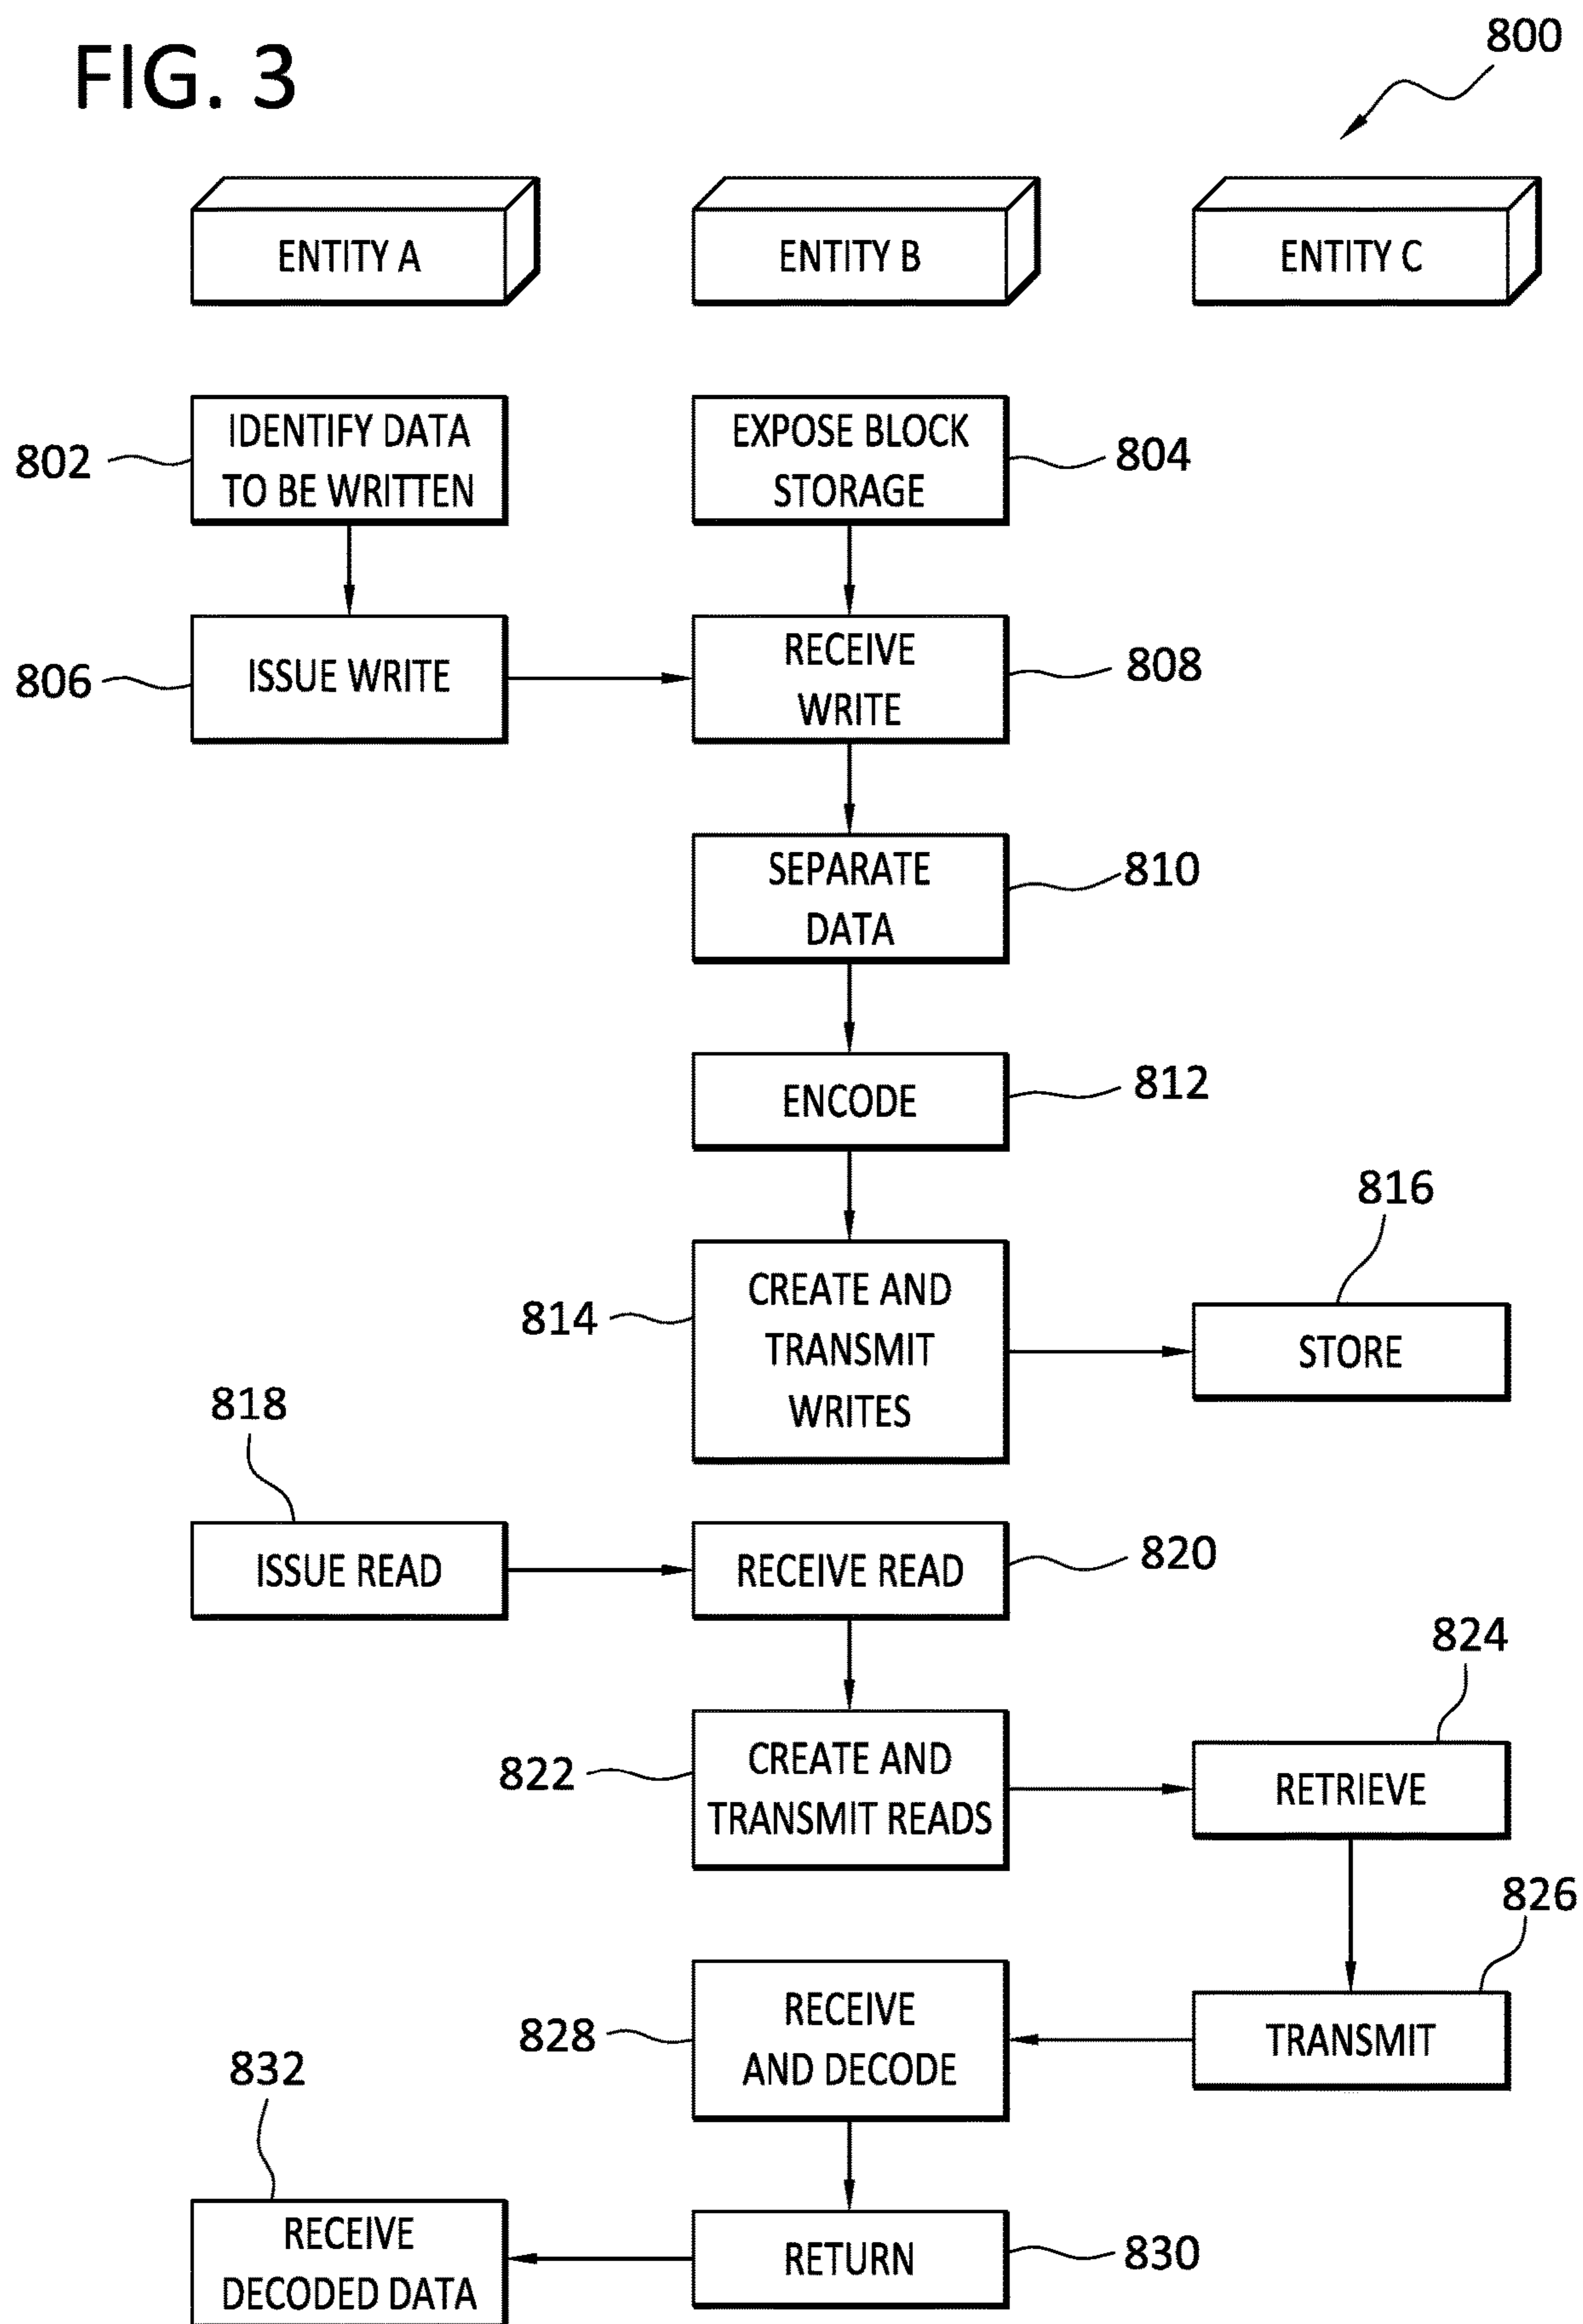 FIG. 3
800
ENTITY A
ENTITY B
ENTITY C
802
IDENTIFY DATA
TO BE WRITTEN
EXPOSE BLOCK
STORAGE
804
806
ISSUE WRITE
RECEIVE
WRITE
808
SEPARATE
DATA
810
ENCODE
812
814
CREATE AND
TRANSMIT
WRITES
816
STORE
818
ISSUE READ
RECEIVE READ
820
822
CREATE AND
TRANSMIT READS
824
RETRIEVE
826
TRANSMIT
828
RECEIVE
AND DECODE
832
RECEIVE
DECODED DATA
RETURN
830